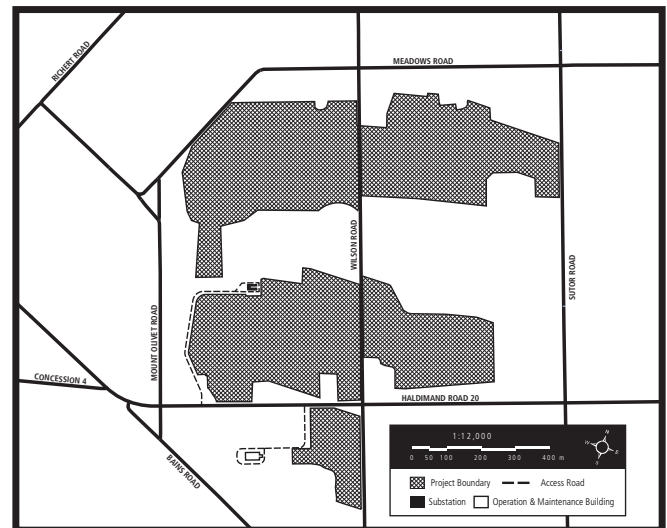 RICHERT ROAD
MEADOWS ROAD
WILSON ROAD
SUTOR ROAD
MOUNT OLIVET ROAD
CONCESSION 4
HALDIMAND ROAD 20
BAINS ROAD
1:12,000
0 50 100 200 300 400 m
N
W
E
S
Project Boundary Access Road
Substation Operation & Maintenance Building